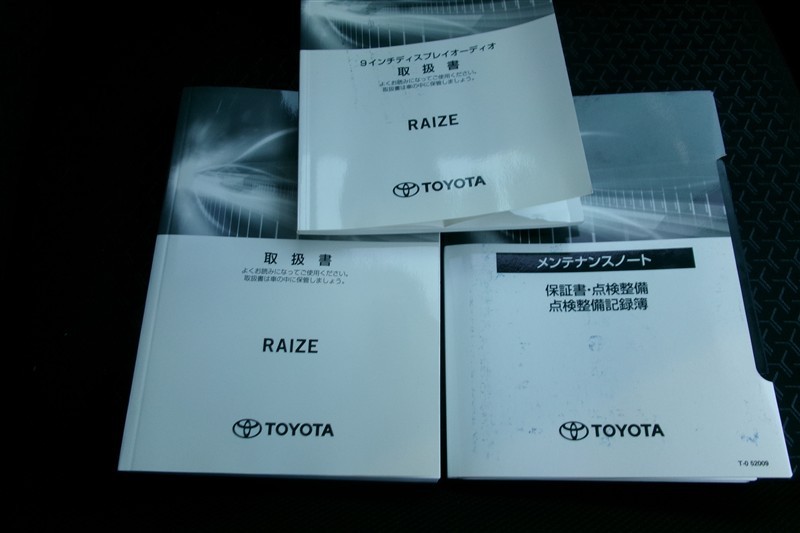 9インチディスプレイオーディオ
取扱書
よくお読みになってご使用ください。
取扱書は車の中に保管しましょう。
RAIZE
TOYOTA
取扱書
よくお読みになってご使用ください。
取扱書は車の中に保管しましょう。
RAIZE
TOYOTA
メンテナンスノート
保証書・点検整備
点検整備記録簿
TOYOTA
T-0 52009